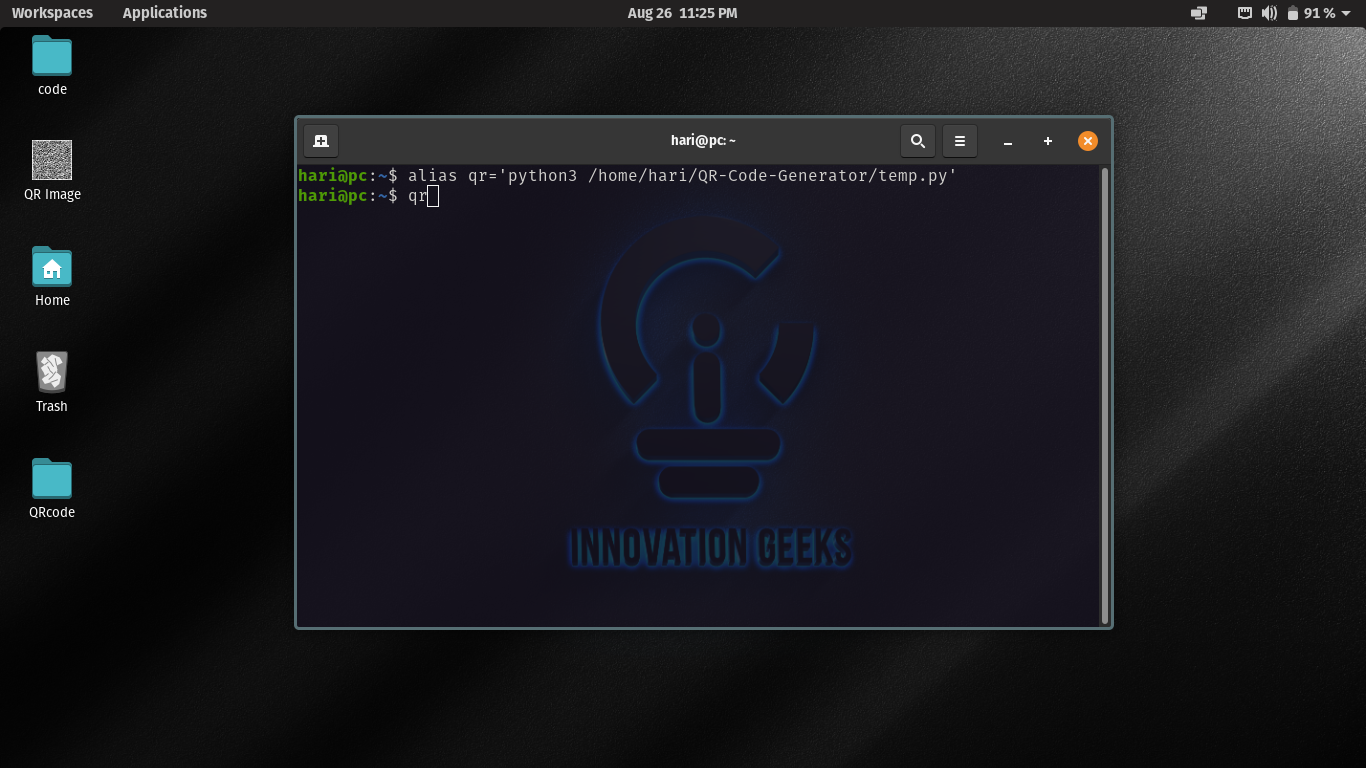 Workspaces Applications Aug 26 11:25 PM 91 %
code
QR Image
Home
Trash
QRcode
hari@pc: ~
hari@pc:~$ alias qr='python3 /home/hari/QR-Code-Generator/temp.py'
hari@pc:~$ qr
INNOVATION GEEKS